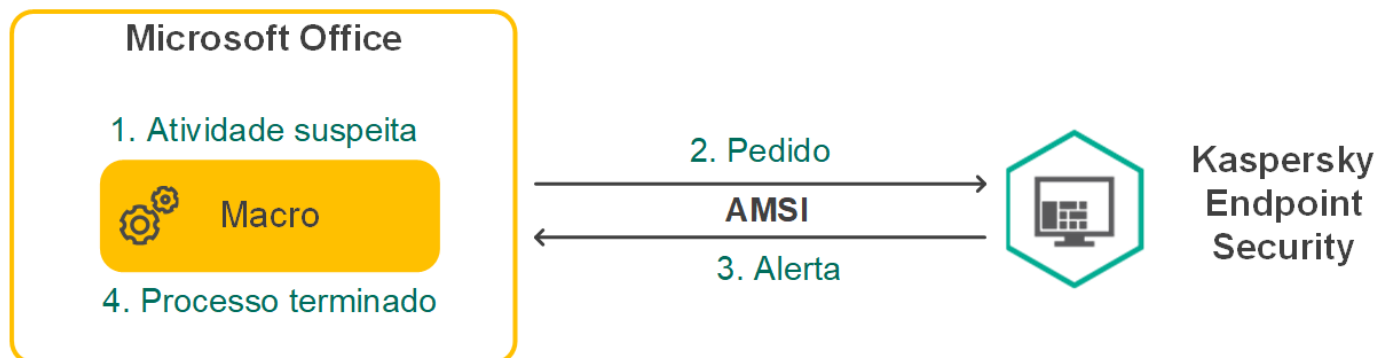 Microsoft Office
1. Atividade suspeita
Macro
4. Processo terminado
2. Pedido
AMSI
3. Alerta
Kaspersky
Endpoint
Security